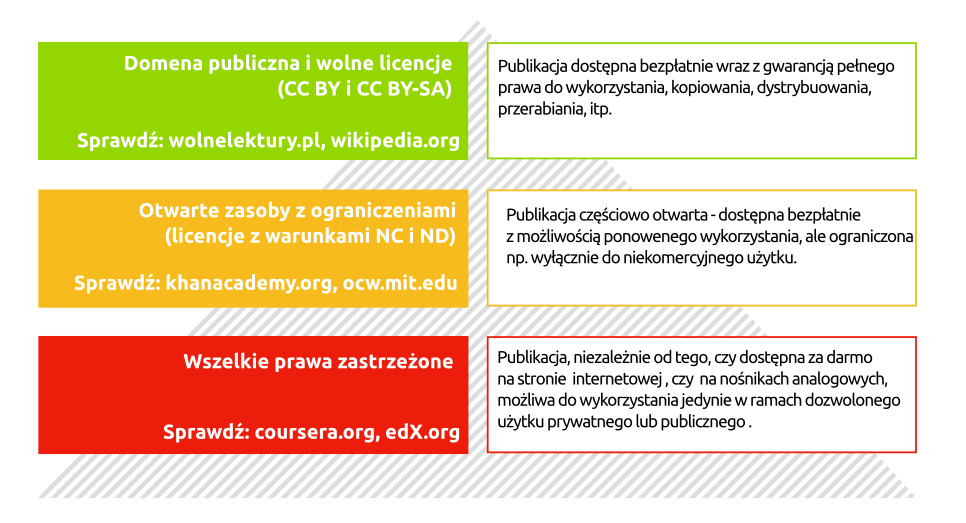 Domena publiczna i wolne licencje
(CC BY i CC BY-SA)
Sprawdź: wolnelektury.pl, wikipedia.org
Publikacja dostępna bezpłatnie wraz z gwarancją pełnego
prawa do wykorzystania, kopiowania, dystrybuowania,
przerabiania, itp.
Otwarte zasoby z ograniczeniami
(licencje z warunkami NC i ND)
Sprawdź: khanacademy.org, ocw.mit.edu
Publikacja częściowo otwarta - dostępna bezpłatnie
z możliwością ponowenego wykorzystania, ale ograniczona
np. wyłącznie do niekomercyjnego użytku.
Wszelkie prawa zastrzeżone
Sprawdź: coursera.org, edX.org
Publikacja, niezależnie od tego, czy dostępna za darmo
na stronie internetowej , czy na nośnikach analogowych,
możliwa do wykorzystania jedynie w ramach dozwolonego
użytku prywatnego lub publicznego .